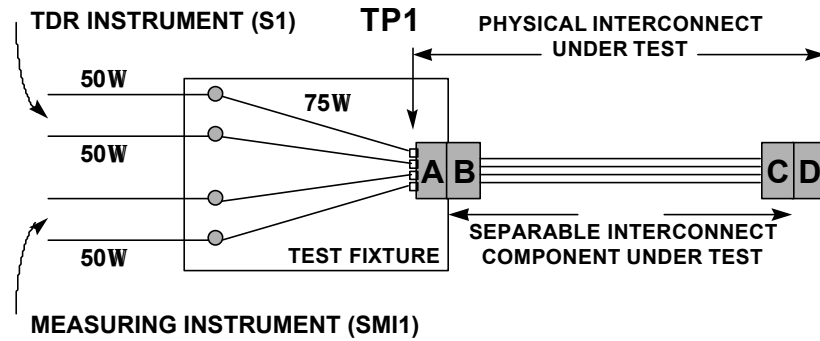 TDR INSTRUMENT (S1)
TP1
PHYSICAL INTERCONNECT
UNDER TEST
50W
75W
50W
A B
C D
50W
TEST FIXTURE
SEPARABLE INTERCONNECT
COMPONENT UNDER TEST
MEASURING INSTRUMENT (SMI1)